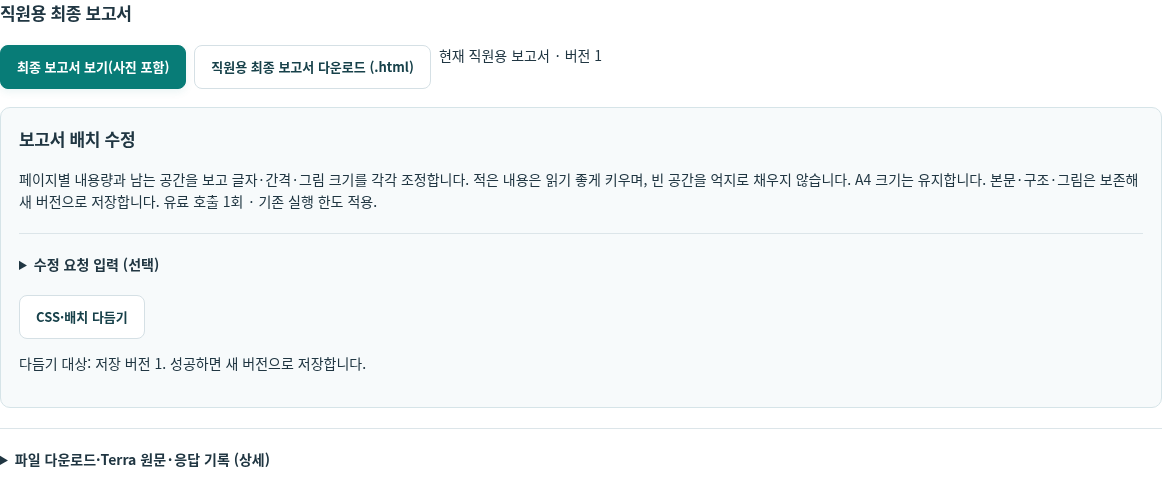 직원용 최종 보고서
최종 보고서 보기(사진 포함)
직원용 최종 보고서 다운로드 (.html)
현재 직원용 보고서 · 버전 1
보고서 배치 수정
페이지별 내용량과 남는 공간을 보고 글자·간격·그림 크기를 각각 조정합니다. 적은 내용은 읽기 좋게 키우며, 빈 공간을 억지로 채우지 않습니다. A4 크기는 유지합니다. 본문·구조·그림은 보존해
새 버전으로 저장합니다. 유료 호출 1회 · 기존 실행 한도 적용.
▶ 수정 요청 입력 (선택)
CSS·배치 다듬기
다듬기 대상: 저장 버전 1. 성공하면 새 버전으로 저장합니다.
▶ 파일 다운로드·Terra 원문·응답 기록 (상세)